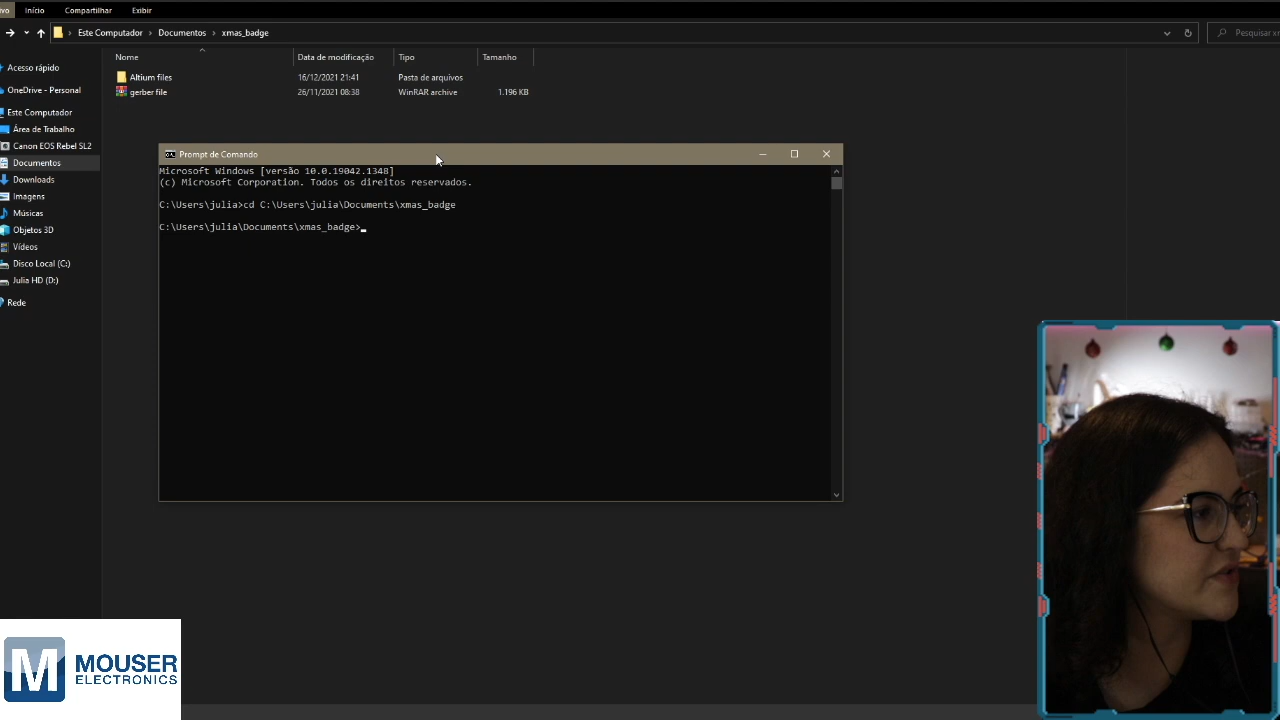 vo Início Compartilhar Exibir
Este Computador Documentos xmas_badge
Pesquisar
Nome Data de modificação Tipo Tamanho
Altium files 16/12/2021 21:41 Pasta de arquivos
gerber file 26/11/2021 08:38 WinRAR archive 1.196 KB
Acesso rápido
OneDrive - Personal
Este Computador
Área de Trabalho
Canon EOS Rebel SL2
Documentos
Downloads
Imagens
Músicas
Objetos 3D
Vídeos
Disco Local (C:)
Julia HD (D:)
Rede
Prompt de Comando
Microsoft Windows [versão 10.0.19042.1348]
(c) Microsoft Corporation. Todos os direitos reservados.
C:\Users\julia>cd C:\Users\julia\Documents\xmas_badge
C:\Users\julia\Documents\xmas_badge>
M MOUSER
ELECTRONICS